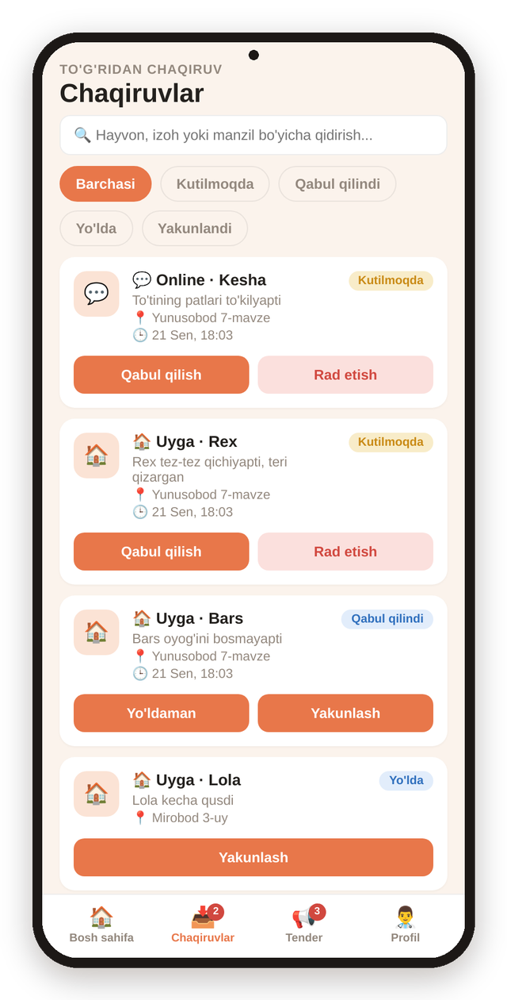 TO'G'RIDAN CHAQIRUV
Chaqiruvlar
🔍 Hayvon, izoh yoki manzil bo'yicha qidirish...
Barchasi
Kutilmoqda
Qabul qilindi
Yo'lda
Yakunlandi
💬 Online · Kesha
Kutilmoqda
To'tining patlari to'kilyapti
📍 Yunusobod 7-mavze
🕒 21 Sen, 18:03
Qabul qilish
Rad etish
🏠 Uyga · Rex
Kutilmoqda
Rex tez-tez qichiyapti, teri
qizargan
📍 Yunusobod 7-mavze
🕒 21 Sen, 18:03
Qabul qilish
Rad etish
🏠 Uyga · Bars
Qabul qilindi
Bars oyog'ini bosmayapti
📍 Yunusobod 7-mavze
🕒 21 Sen, 18:03
Yo'ldaman
Yakunlash
🏠 Uyga · Lola
Yo'lda
Lola kecha qusdi
📍 Mirobod 3-uy
Yakunlash
2
3
Bosh sahifa
Chaqiruvlar
Tender
Profil